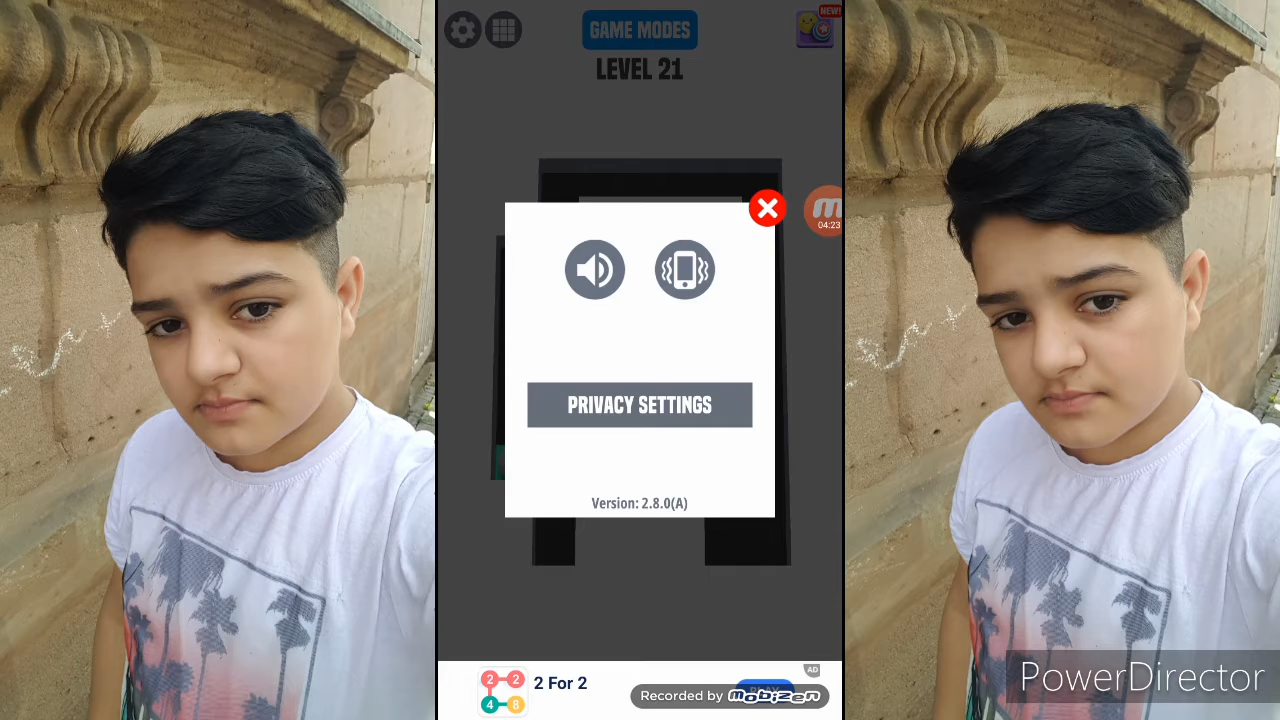 GAME MODES
NEW!
LEVEL 21
04:23
PRIVACY SETTINGS
Version: 2.8.0(A)
AD
2 2
4 8
2 For 2
Recorded by mobizen
PowerDirector